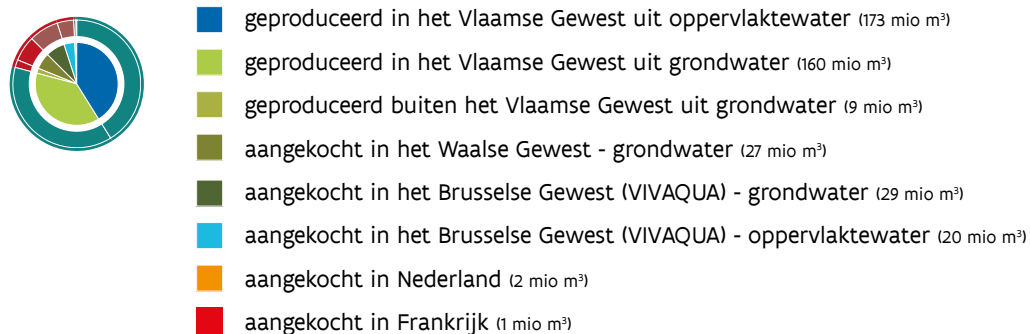 geproduceerd in het Vlaamse Gewest uit oppervlaktewater (173 mio m³)
geproduceerd in het Vlaamse Gewest uit grondwater (160 mio m³)
geproduceerd buiten het Vlaamse Gewest uit grondwater (9 mio m³)
aangekocht in het Waalse Gewest - grondwater (27 mio m³)
aangekocht in het Brusselse Gewest (VIVAQUA) - grondwater (29 mio m³)
aangekocht in het Brusselse Gewest (VIVAQUA) - oppervlaktewater (20 mio m³)
aangekocht in Nederland (2 mio m³)
aangekocht in Frankrijk (1 mio m³)